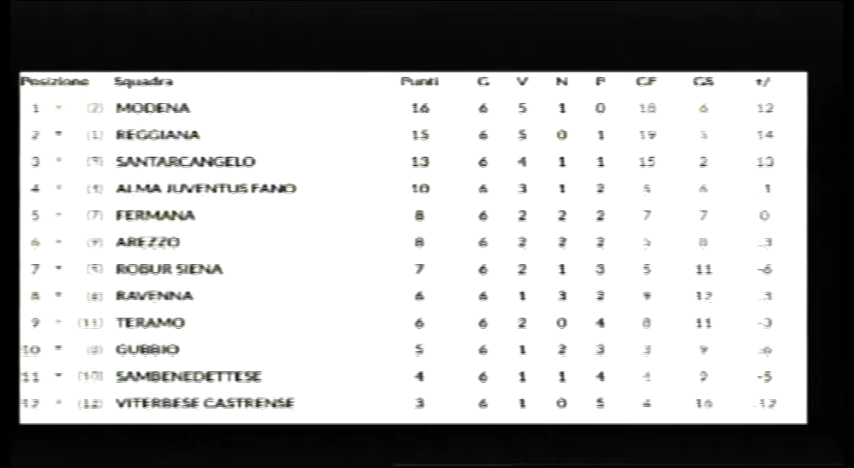 Posizione Squadra Punti G V N P GF GS +/
1 (2) MODENA 16 6 5 1 0 18 6 12
2 (1) REGGIANA 15 6 5 0 1 19 5 14
3 (3) SANTARCANGELO 13 6 4 1 1 15 2 13
4 (4) ALMA JUVENTUS FANO 10 6 3 1 2 5 6 1
5 (7) FERMANA 8 6 2 2 2 7 7 0
6 (9) AREZZO 8 6 2 2 2 5 8 -3
7 (5) ROBUR SIENA 7 6 2 1 3 5 11 -6
8 (6) RAVENNA 6 6 1 3 2 9 12 -3
9 (11) TERAMO 6 6 2 0 4 8 11 -3
10 (8) GUBBIO 5 6 1 2 3 3 9 -6
11 (10) SAMBENEDETTESE 4 6 1 1 4 4 9 -5
12 (12) VITERBESE CASTRENSE 3 6 1 0 5 4 16 -12